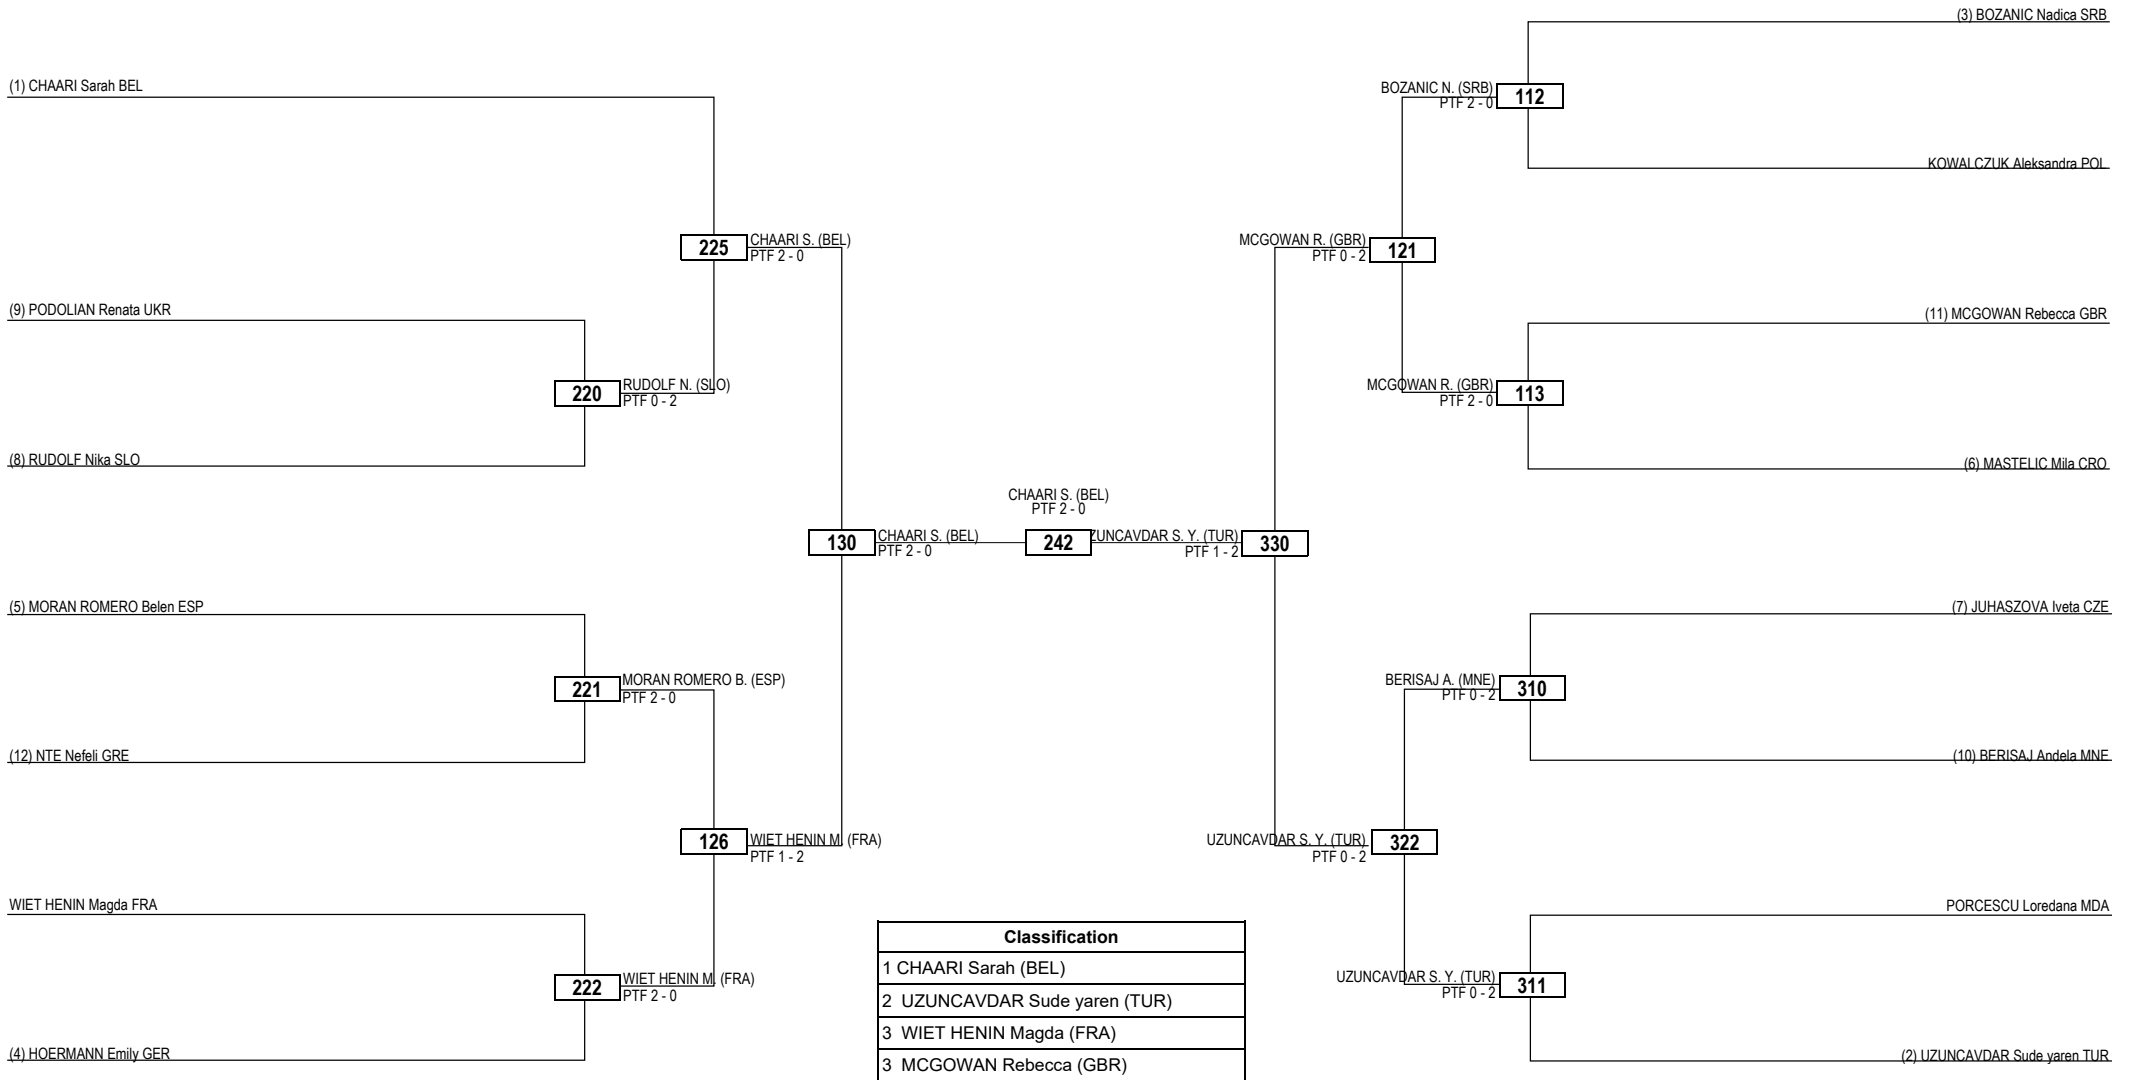 (1) CHAARI Sarah BEL
(9) PODOLIAN Renata UKR
(8) RUDOLF Nika SLO
(5) MORAN ROMERO Belen ESP
(12) NTE Nefeli GRE
WIET HENIN Magda FRA
(4) HOERMANN Emily GER
220
RUDOLF N. (SLO)
PTF 0 - 2
221
MORAN ROMERO B. (ESP)
PTF 2 - 0
222
WIET HENIN M. (FRA)
PTF 2 - 0
225
CHAARI S. (BEL)
PTF 2 - 0
126
WIET HENIN M. (FRA)
PTF 1 - 2
130
CHAARI S. (BEL)
PTF 2 - 0
CHAARI S. (BEL)
PTF 2 - 0
242
ZUNCAVDAR S. Y. (TUR)
PTF 1 - 2
330
MCGOWAN R. (GBR)
PTF 0 - 2
121
UZUNCAVDAR S. Y. (TUR)
PTF 0 - 2
322
BOZANIC N. (SRB)
PTF 2 - 0
112
MCGOWAN R. (GBR)
PTF 2 - 0
113
BERISAJ A. (MNE)
PTF 0 - 2
310
UZUNCAVDAR S. Y. (TUR)
PTF 0 - 2
311
(3) BOZANIC Nadica SRB
KOWALCZUK Aleksandra POL
(11) MCGOWAN Rebecca GBR
(6) MASTELIC Mila CRO
(7) JUHASZOVA Iveta CZE
(10) BERISAJ Andela MNE
PORCESCU Loredana MDA
(2) UZUNCAVDAR Sude yaren TUR
Classification
1 CHAARI Sarah (BEL)
2 UZUNCAVDAR Sude yaren (TUR)
3 WIET HENIN Magda (FRA)
3 MCGOWAN Rebecca (GBR)